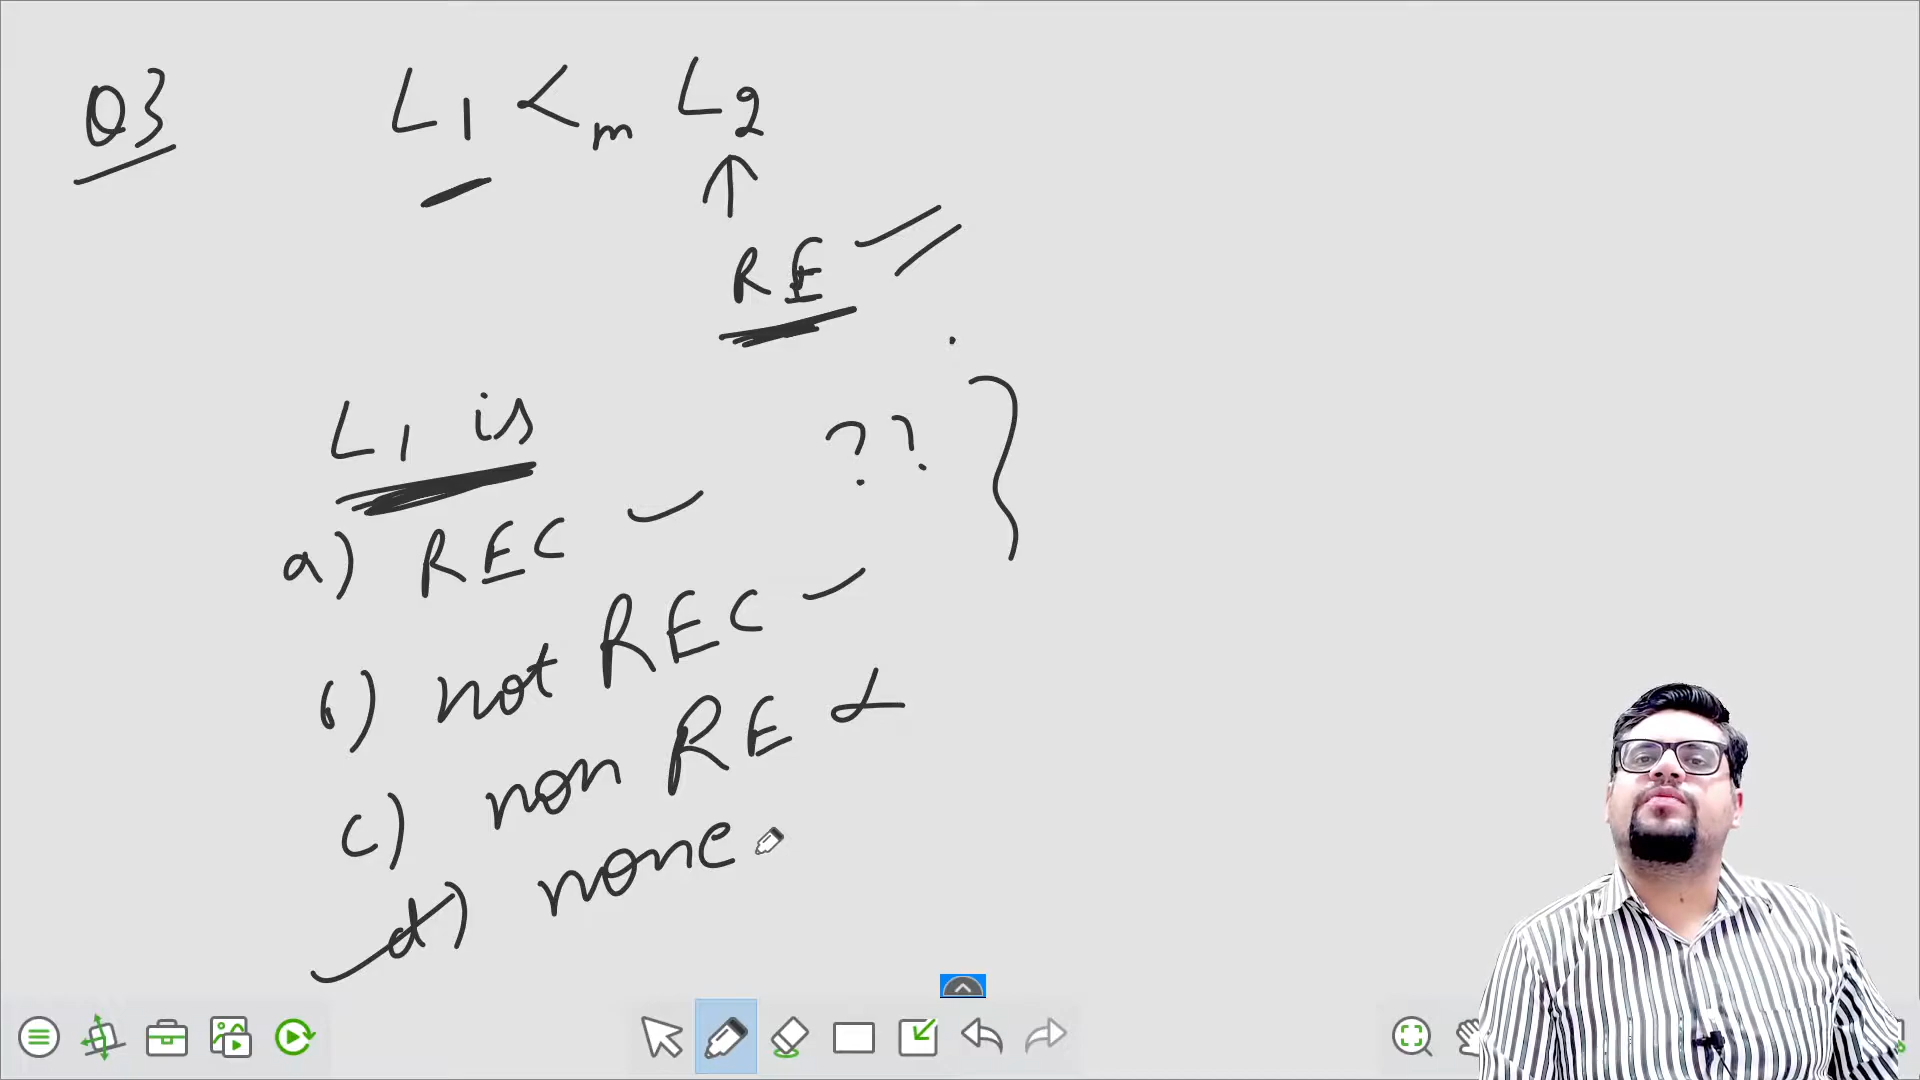 Q3 L1 <m L2
RE
L1 is ??
a) REC
b) not REC
c) non RE
d) none